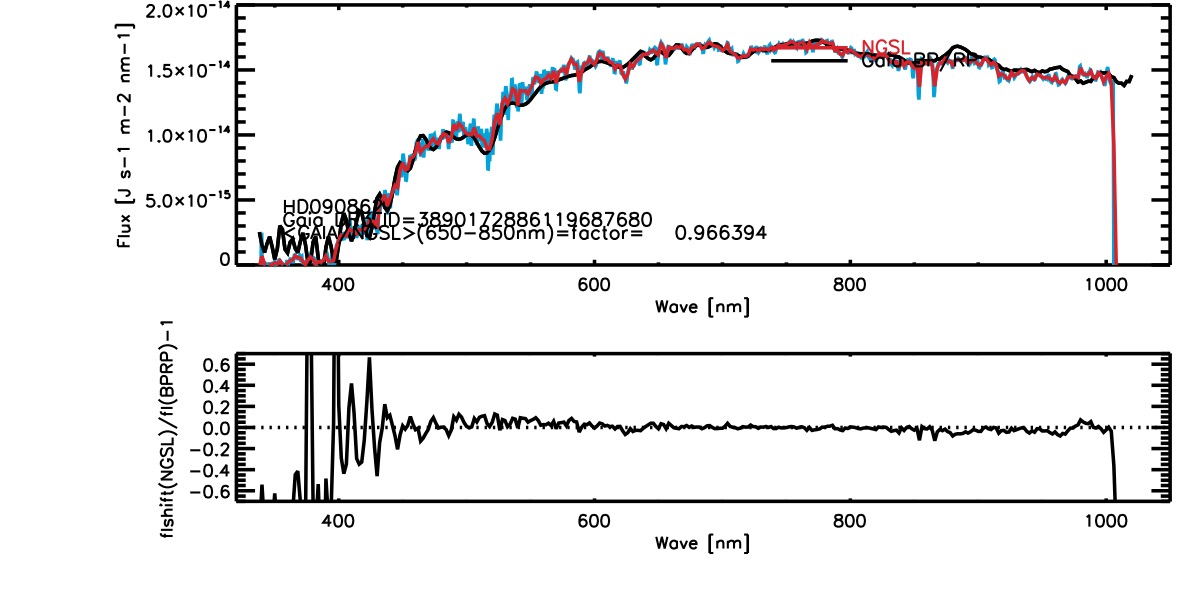 2.0×10−14
1.5×10−14
1.0×10−14
5.0×10−15
0
Flux [J s−1 m−2 nm−1]
NGSL
Gaia BP/RP
HD090862
Gaia ID=3890172886119687680
<GAIA/NGSL>(650−850nm)=factor= 0.966394
400 600 800 1000
Wave [nm]
0.6
0.4
0.2
0.0
−0.2
−0.4
−0.6
flshift(NGSL)/fl(BPRP)−1
400 600 800 1000
Wave [nm]